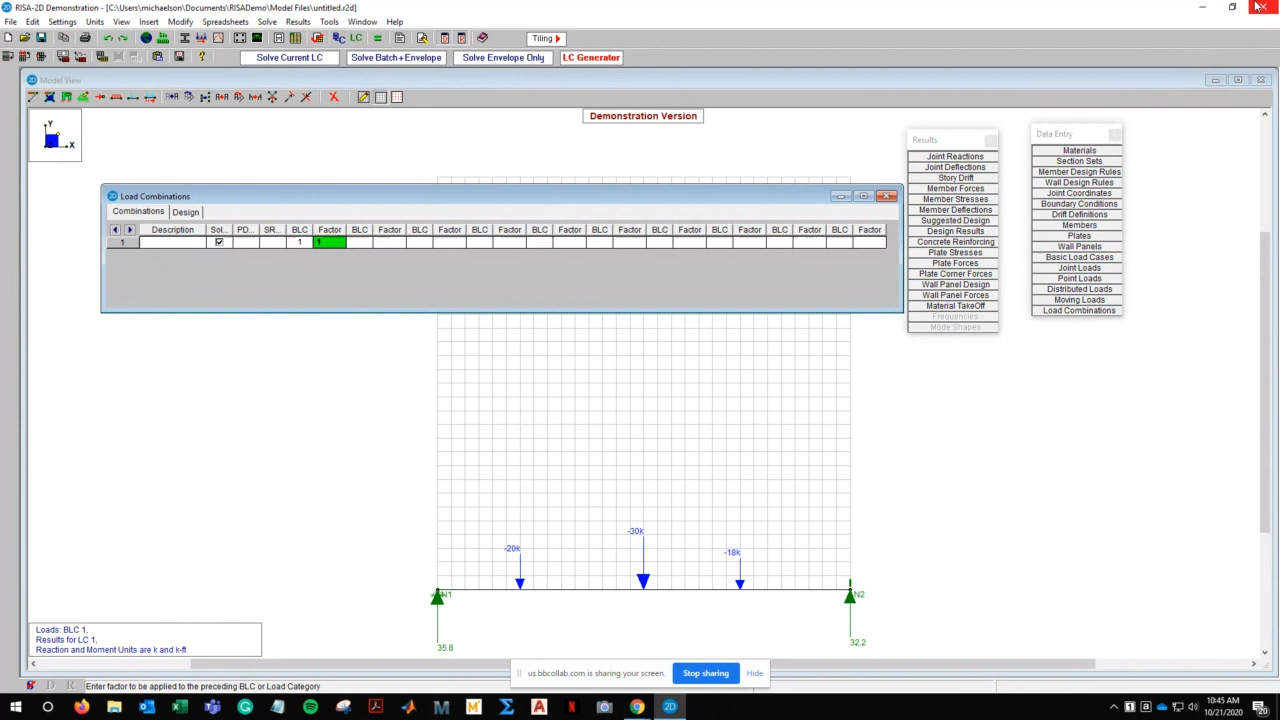 RISA-2D Demonstration - [C:\Users\michaelson\Documents\RISADemo\Model Files\untitled.r2d]
File Edit Settings Units View Insert Modify Spreadsheets Solve Results Tools Window Help
LC Tiling
Solve Current LC Solve Batch+Envelope Solve Envelope Only LC Generator
Model View
Demonstration Version
Y
X
Load Combinations
Combinations Design
Description Sol... PD... SR... BLC Factor BLC Factor BLC Factor BLC Factor BLC Factor BLC Factor BLC Factor BLC Factor BLC Factor BLC Factor
1 1 1
Results
Joint Reactions
Joint Deflections
Story Drift
Member Forces
Member Stresses
Member Deflections
Suggested Design
Design Results
Concrete Reinforcing
Plate Stresses
Plate Forces
Plate Corner Forces
Wall Panel Design
Wall Panel Forces
Material TakeOff
Frequencies
Mode Shapes
Data Entry
Materials
Section Sets
Member Design Rules
Wall Design Rules
Joint Coordinates
Boundary Conditions
Drift Definitions
Members
Plates
Wall Panels
Basic Load Cases
Joint Loads
Point Loads
Distributed Loads
Moving Loads
Load Combinations
-30k
-20k -18k
N1 N2
35.8 32.2
Loads: BLC 1,
Results for LC 1,
Reaction and Moment Units are k and k-ft
us.bbcollab.com is sharing your screen. Stop sharing Hide
D R Enter factor to be applied to the preceding BLC or Load Category
10:45 AM
10/21/2020
20